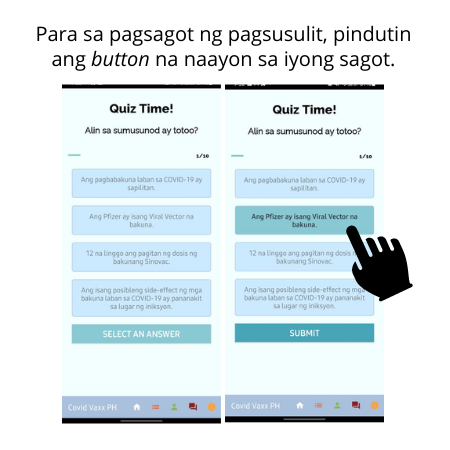 Para sa pagsagot ng pagsusulit, pindutin
ang button na naayon sa iyong sagot.
Quiz Time!
Alin sa sumusunod ay totoo?
1/10
Ang pagbabakuna laban sa COVID-19 ay
sapilitan.
Ang Pfizer ay isang Viral Vector na
bakuna.
12 na linggo ang pagitan ng dosis ng
bakunang Sinovac.
Ang isang posibleng side-effect ng mga
bakuna laban sa COVID-19 ay pananakit
sa lugar ng iniksyon.
SELECT AN ANSWER
Covid Vaxx PH
Quiz Time!
Alin sa sumusunod ay totoo?
1/10
Ang pagbabakuna laban sa COVID-19 ay
sapilitan.
Ang Pfizer ay isang Viral Vector na
bakuna.
12 na linggo ang pagitan ng dosis
bakunang Sinovac.
Ang isang posibleng side-effect ng mga
bakuna laban sa COVID-19 ay pananakit
sa lugar ng iniksyon.
SUBMIT
Covid Vaxx PH